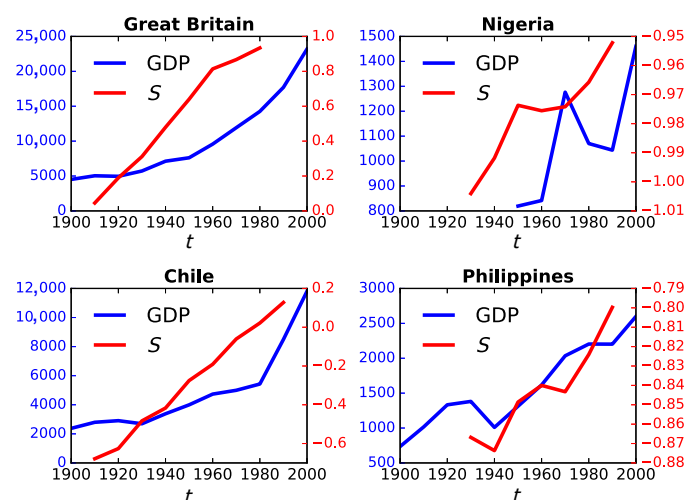 Great Britain
25,000
20,000
15,000
10,000
5000
0
GDP
S
1.0
0.8
0.6
0.4
0.2
0.0
1900 1920 1940 1960 1980 2000
t
Nigeria
1500
1400
1300
1200
1100
1000
900
800
GDP
S
−0.95
−0.96
−0.97
−0.98
−0.99
−1.00
−1.01
1900 1920 1940 1960 1980 2000
t
Chile
12,000
10,000
8000
6000
4000
2000
0
GDP
S
0.2
0.0
−0.2
−0.4
−0.6
1900 1920 1940 1960 1980 2000
t
Philippines
3000
2500
2000
1500
1000
500
GDP
S
−0.79
−0.80
−0.81
−0.82
−0.83
−0.84
−0.85
−0.86
−0.87
−0.88
1900 1920 1940 1960 1980 2000
t